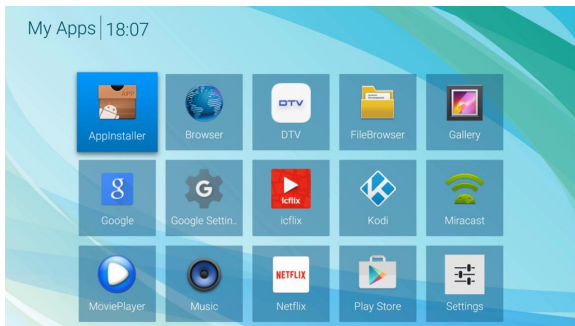 My Apps 18:07
APP
AppInstaller Browser DTV FileBrowser Gallery
DTV
g G icflix
Google Google Settin.. icflix Kodi Miracast
NETFLIX
MoviePlayer Music Netflix Play Store Settings